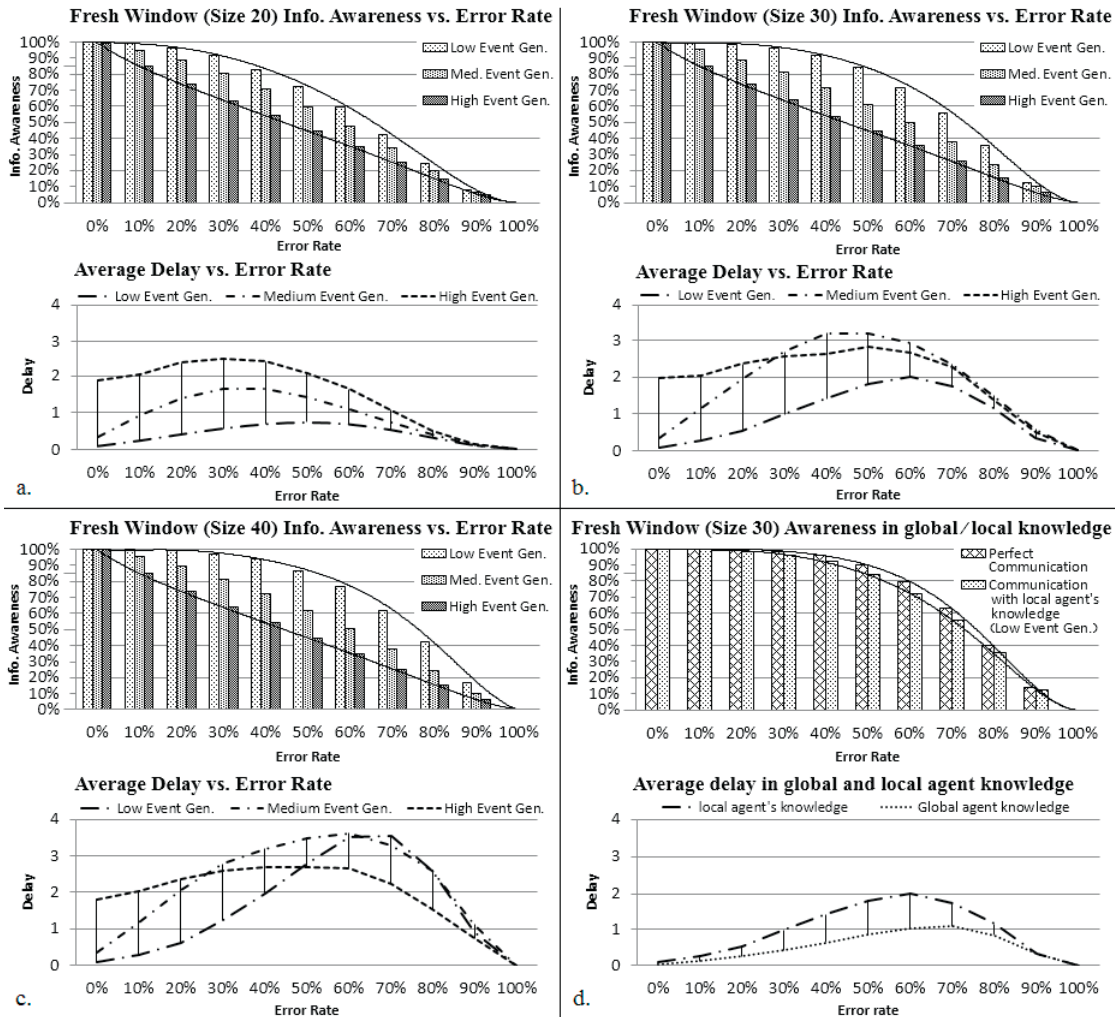 Fresh Window (Size 20) Info. Awareness vs. Error Rate
100%
90%
80%
70%
60%
50%
40%
30%
20%
10%
0%
Info. Awareness
Low Event Gen.
Med. Event Gen.
High Event Gen.
0% 10% 20% 30% 40% 50% 60% 70% 80% 90% 100%
Error Rate
Average Delay vs. Error Rate
Low Event Gen. Medium Event Gen. High Event Gen.
4
3
2
1
0
Delay
0% 10% 20% 30% 40% 50% 60% 70% 80% 90% 100%
Error Rate
a.
Fresh Window (Size 30) Info. Awareness vs. Error Rate
100%
90%
80%
70%
60%
50%
40%
30%
20%
10%
0%
Info. Awareness
Low Event Gen.
Med. Event Gen.
High Event Gen.
0% 10% 20% 30% 40% 50% 60% 70% 80% 90% 100%
Error Rate
Average Delay vs. Error Rate
Low Event Gen. Medium Event Gen. High Event Gen.
4
3
2
1
0
Delay
0% 10% 20% 30% 40% 50% 60% 70% 80% 90% 100%
Error Rate
b.
Fresh Window (Size 40) Info. Awareness vs. Error Rate
100%
90%
80%
70%
60%
50%
40%
30%
20%
10%
0%
Info. Awareness
Low Event Gen.
Med. Event Gen.
High Event Gen.
0% 10% 20% 30% 40% 50% 60% 70% 80% 90% 100%
Error Rate
Average Delay vs. Error Rate
Low Event Gen. Medium Event Gen. High Event Gen.
4
3
2
1
0
Delay
0% 10% 20% 30% 40% 50% 60% 70% 80% 90% 100%
Error Rate
c.
Fresh Window (Size 30) Awareness in global/local knowledge
100%
90%
80%
70%
60%
50%
40%
30%
20%
10%
0%
Info. Awareness
Perfect
Communication
Communication
with local agent's
knowledge
(Low Event Gen.)
0% 10% 20% 30% 40% 50% 60% 70% 80% 90% 100%
Error Rate
Average delay in global and local agent knowledge
local agent's knowledge Global agent knowledge
4
3
2
1
0
Delay
0% 10% 20% 30% 40% 50% 60% 70% 80% 90% 100%
Error rate
d.